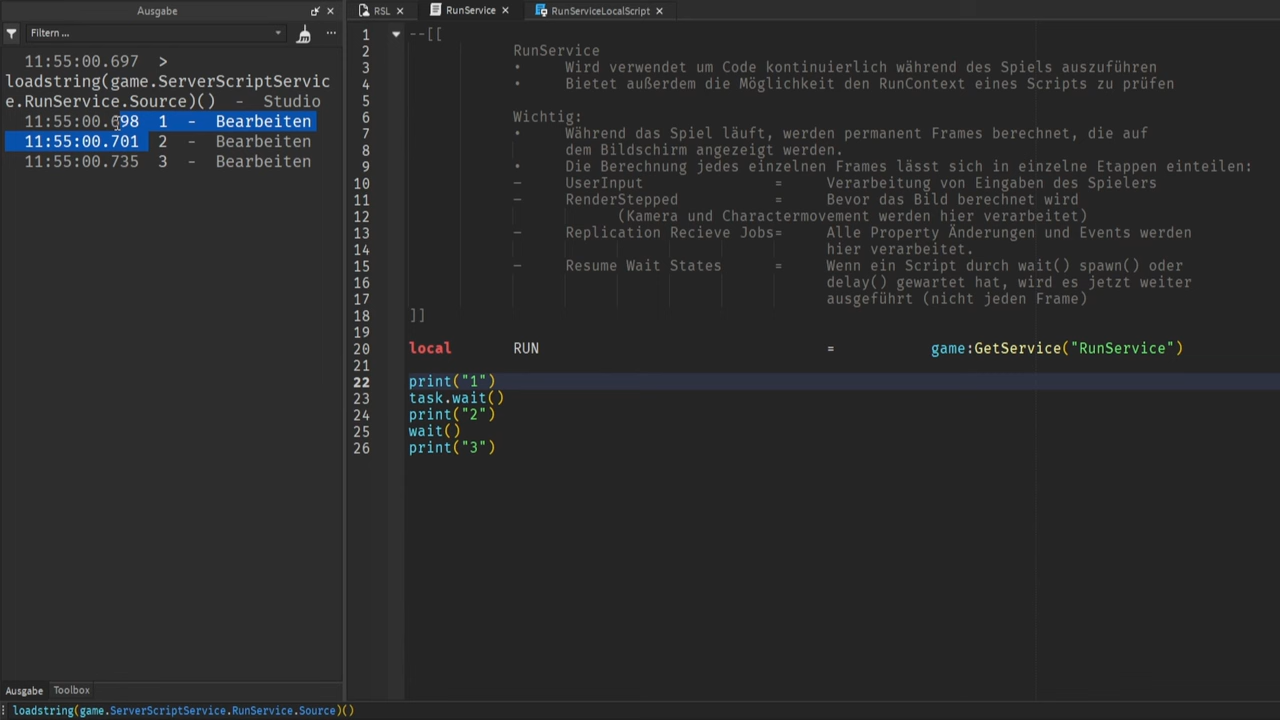 Ausgabe
Filtern ...
11:55:00.697 >
loadstring(game.ServerScriptServic
e.RunService.Source)() - Studio
11:55:00.698 1 - Bearbeiten
11:55:00.701 2 - Bearbeiten
11:55:00.735 3 - Bearbeiten
Ausgabe Toolbox
loadstring(game.ServerScriptService.RunService.Source)()
RSL RunService RunServiceLocalScript
1 --[[
2 RunService
3 • Wird verwendet um Code kontinuierlich während des Spiels auszuführen
4 • Bietet außerdem die Möglichkeit den RunContext eines Scripts zu prüfen
5
6 Wichtig:
7 • Während das Spiel läuft, werden permanent Frames berechnet, die auf
8 dem Bildschirm angezeigt werden.
9 • Die Berechnung jedes einzelnen Frames lässt sich in einzelne Etappen einteilen:
10 - UserInput = Verarbeitung von Eingaben des Spielers
11 - RenderStepped = Bevor das Bild berechnet wird
12 (Kamera und Charactermovement werden hier verarbeitet)
13 - Replication Recieve Jobs= Alle Property Änderungen und Events werden
14 hier verarbeitet.
15 - Resume Wait States = Wenn ein Script durch wait() spawn() oder
16 delay() gewartet hat, wird es jetzt weiter
17 ausgeführt (nicht jeden Frame)
18 ]]
19
20 local RUN = game:GetService("RunService")
21
22 print("1")
23 task.wait()
24 print("2")
25 wait()
26 print("3")